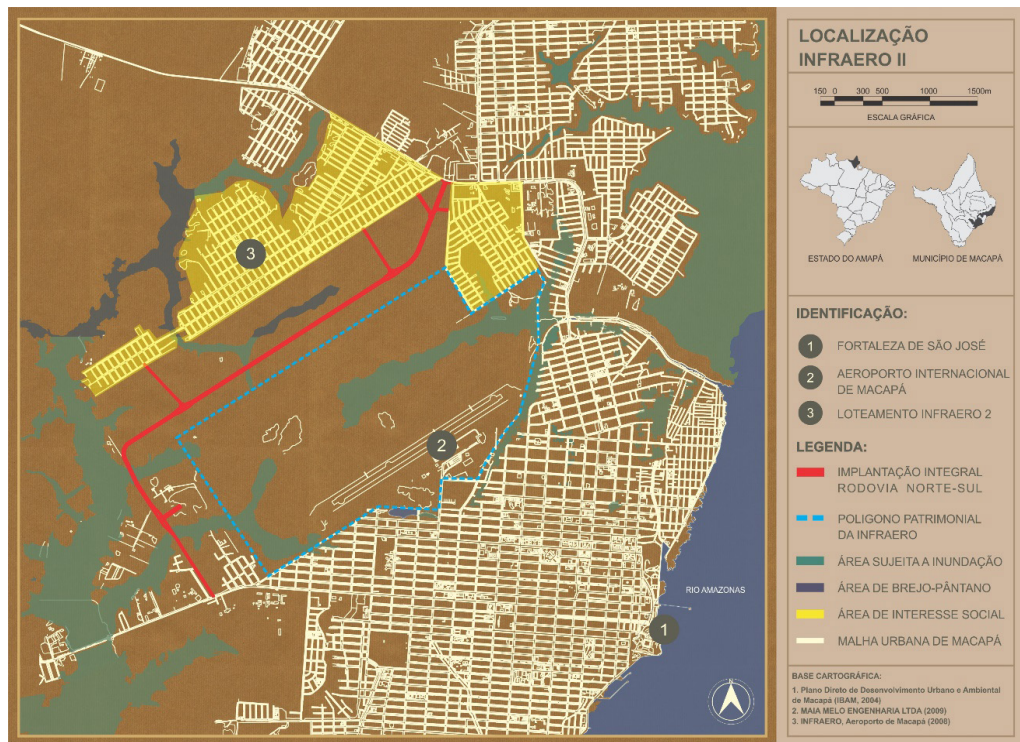 LOCALIZAÇÃO
INFRAERO II
150 0 300 500 1000 1500m
ESCALA GRÁFICA
ESTADO DO AMAPÁ
MUNICÍPIO DE MACAPÁ
IDENTIFICAÇÃO:
1 FORTALEZA DE SÃO JOSÉ
2 AEROPORTO INTERNACIONAL
DE MACAPÁ
3 LOTEAMENTO INFRAERO 2
LEGENDA:
IMPLANTAÇÃO INTEGRAL
RODOVIA NORTE-SUL
POLIGONO PATRIMONIAL
DA INFRAERO
ÁREA SUJEITA A INUNDAÇÃO
ÁREA DE BREJO-PÂNTANO
ÁREA DE INTERESSE SOCIAL
MALHA URBANA DE MACAPÁ
BASE CARTOGRÁFICA:
1. Plano Direto de Desenvolvimento Urbano e Ambiental
de Macapá (IBAM, 2004)
2. MAIA MELO ENGENHARIA LTDA (2009)
3. INFRAERO, Aeroporto de Macapá (2008)
3
2
RIO AMAZONAS
1